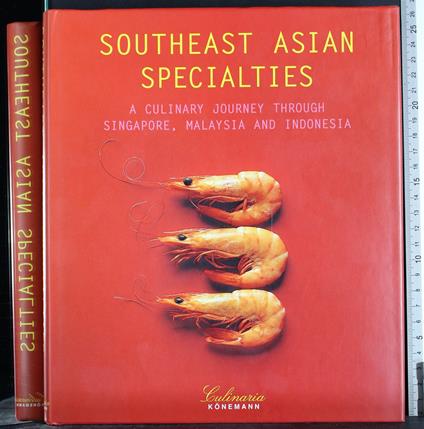 SOUTHEAST ASIAN
SPECIALTIES
A CULINARY JOURNEY THROUGH
SINGAPORE, MALAYSIA AND INDONESIA
Culinaria
KÖNEMANN
SOUTHEAST ASIAN SPECIALTIES